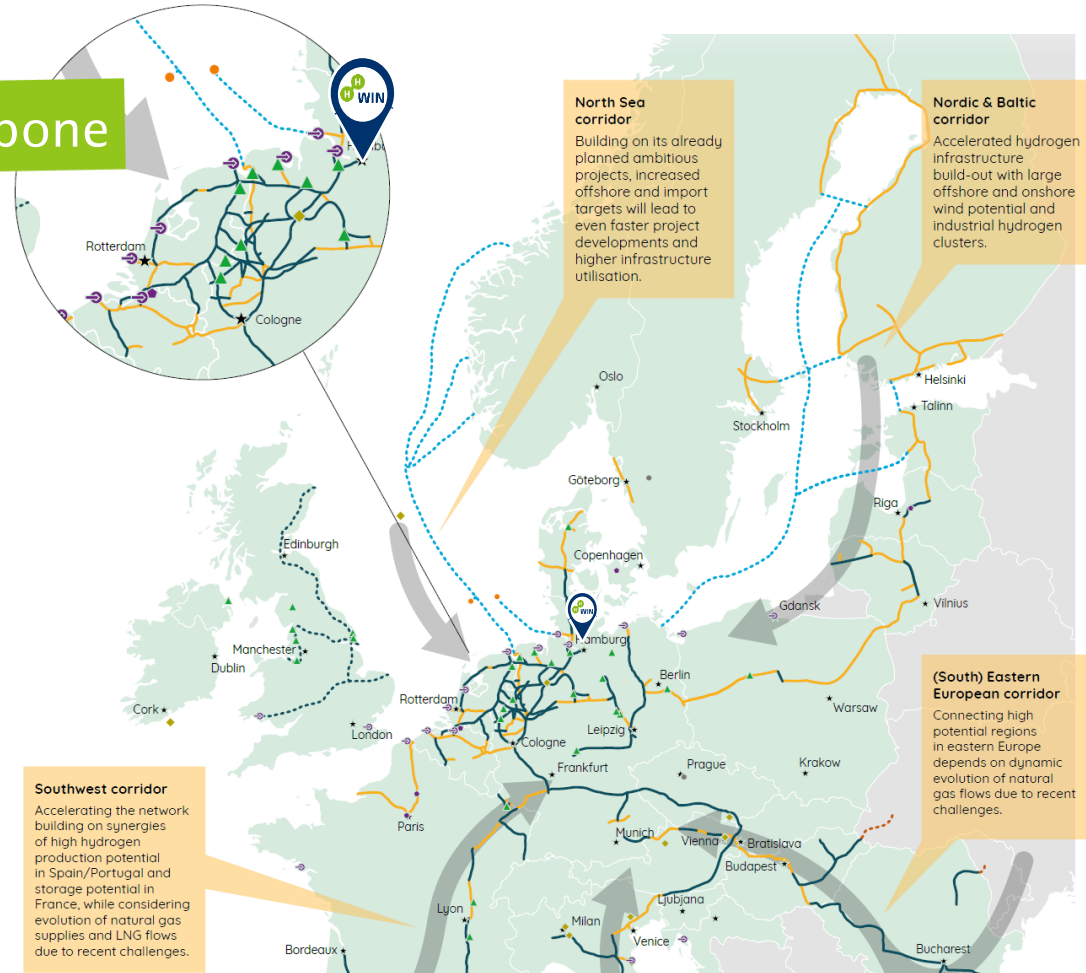 bone
H
H
WIN
Rotterdam
Cologne
North Sea
corridor
Building on its already
planned ambitious
projects, increased
offshore and import
targets will lead to
even faster project
developments and
higher infrastructure
utilisation.
Nordic & Baltic
corridor
Accelerated hydrogen
infrastructure
build-out with large
offshore and onshore
wind potential and
industrial hydrogen
clusters.
Oslo
Helsinki
Talinn
Stockholm
Göteborg
Riga
Edinburgh
Copenhagen
Gdansk
Vilnius
H
H
WIN
Hamburg
Manchester
Dublin
Berlin
Rotterdam
Warsaw
Cork
London
Leipzig
Cologne
Frankfurt
Prague
Krakow
(South) Eastern
European corridor
Connecting high
potential regions
in eastern Europe
depends on dynamic
evolution of natural
gas flows due to recent
challenges.
Southwest corridor
Accelerating the network
building on synergies
of high hydrogen
production potential
in Spain/Portugal and
storage potential in
France, while considering
evolution of natural gas
supplies and LNG flows
due to recent challenges.
Paris
Munich
Vienna
Bratislava
Budapest
Lyon
Ljubjana
Milan
Venice
Bordeaux
Bucharest